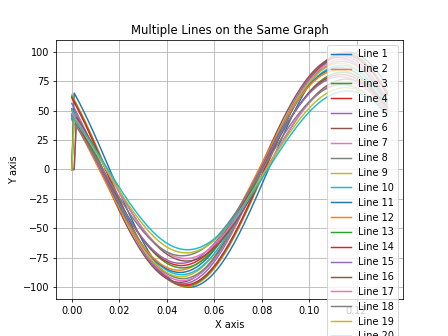 Multiple Lines on the Same Graph
100
75
50
25
0
−25
−50
−75
−100
Y axis
0.00
0.02
0.04
0.06
0.08
0.10
X axis
Line 1
Line 2
Line 3
Line 4
Line 5
Line 6
Line 7
Line 8
Line 9
Line 10
Line 11
Line 12
Line 13
Line 14
Line 15
Line 16
Line 17
Line 18
Line 19
Line 20